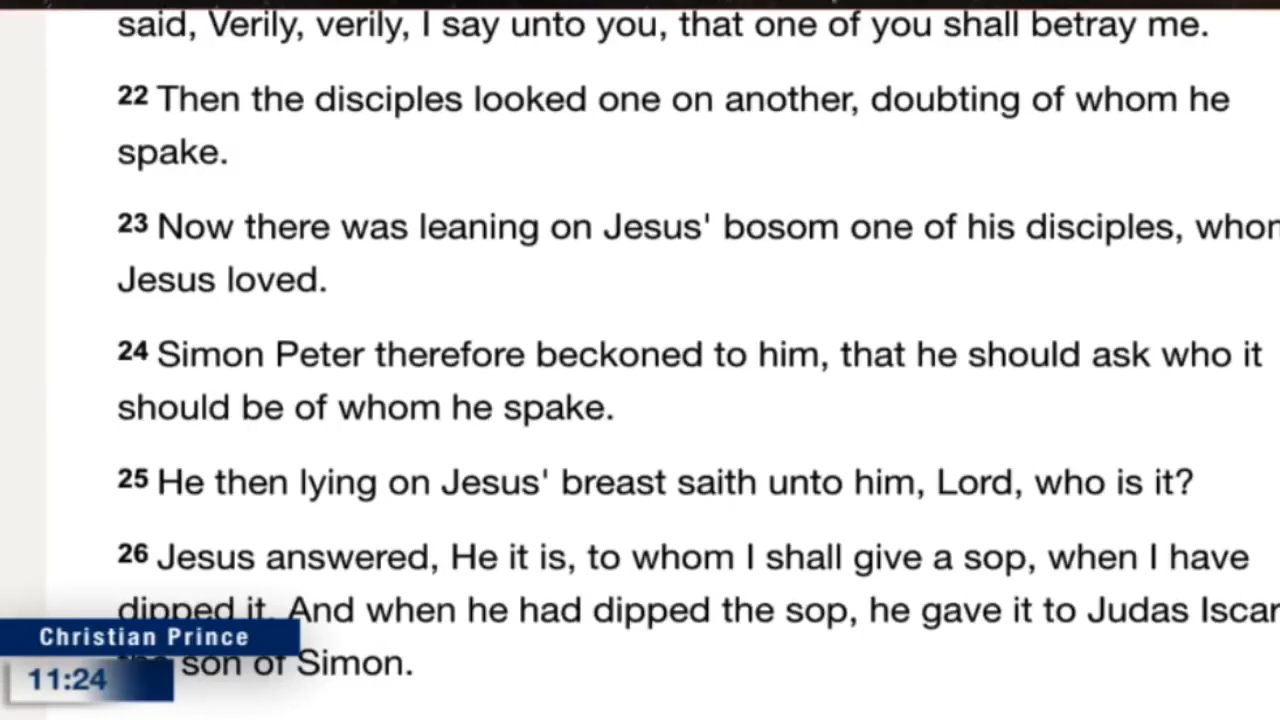 said, Verily, verily, I say unto you, that one of you shall betray me.
22 Then the disciples looked one on another, doubting of whom he
spake.
23 Now there was leaning on Jesus' bosom one of his disciples, whom
Jesus loved.
24 Simon Peter therefore beckoned to him, that he should ask who it
should be of whom he spake.
25 He then lying on Jesus' breast saith unto him, Lord, who is it?
26 Jesus answered, He it is, to whom I shall give a sop, when I have
dipped it. And when he had dipped the sop, he gave it to Judas Iscar
son of Simon.
Christian Prince
11:24